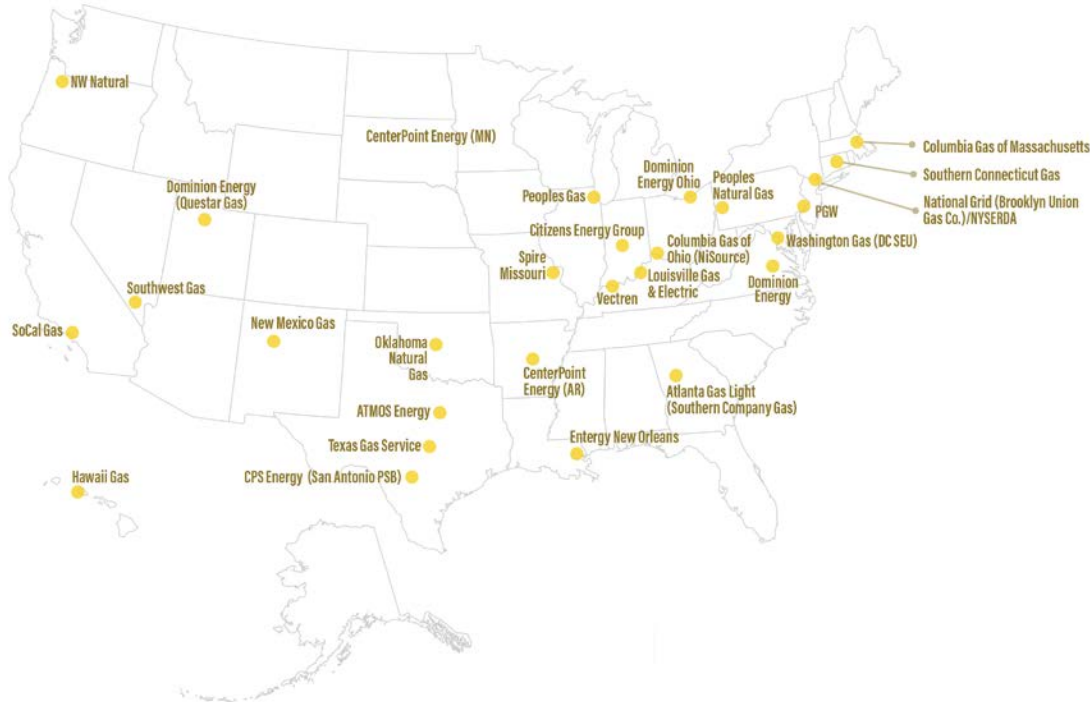 NW Natural
CenterPoint Energy (MN)
Columbia Gas of Massachusetts
Southern Connecticut Gas
National Grid (Brooklyn Union
Gas Co.)/NYSERDA
Dominion
Energy Ohio
Peoples
Natural Gas
Peoples Gas
PGW
Dominion Energy
(Questar Gas)
Citizens Energy Group
Columbia Gas of
Ohio (NiSource)
Washington Gas (DC SEU)
Spire
Missouri
Louisville Gas
& Electric
Vectren
Dominion
Energy
Southwest Gas
SoCal Gas
New Mexico Gas
Oklahoma
Natural
Gas
CenterPoint
Energy (AR)
Atlanta Gas Light
(Southern Company Gas)
ATMOS Energy
Texas Gas Service
Entergy New Orleans
CPS Energy (San Antonio PSB)
Hawaii Gas